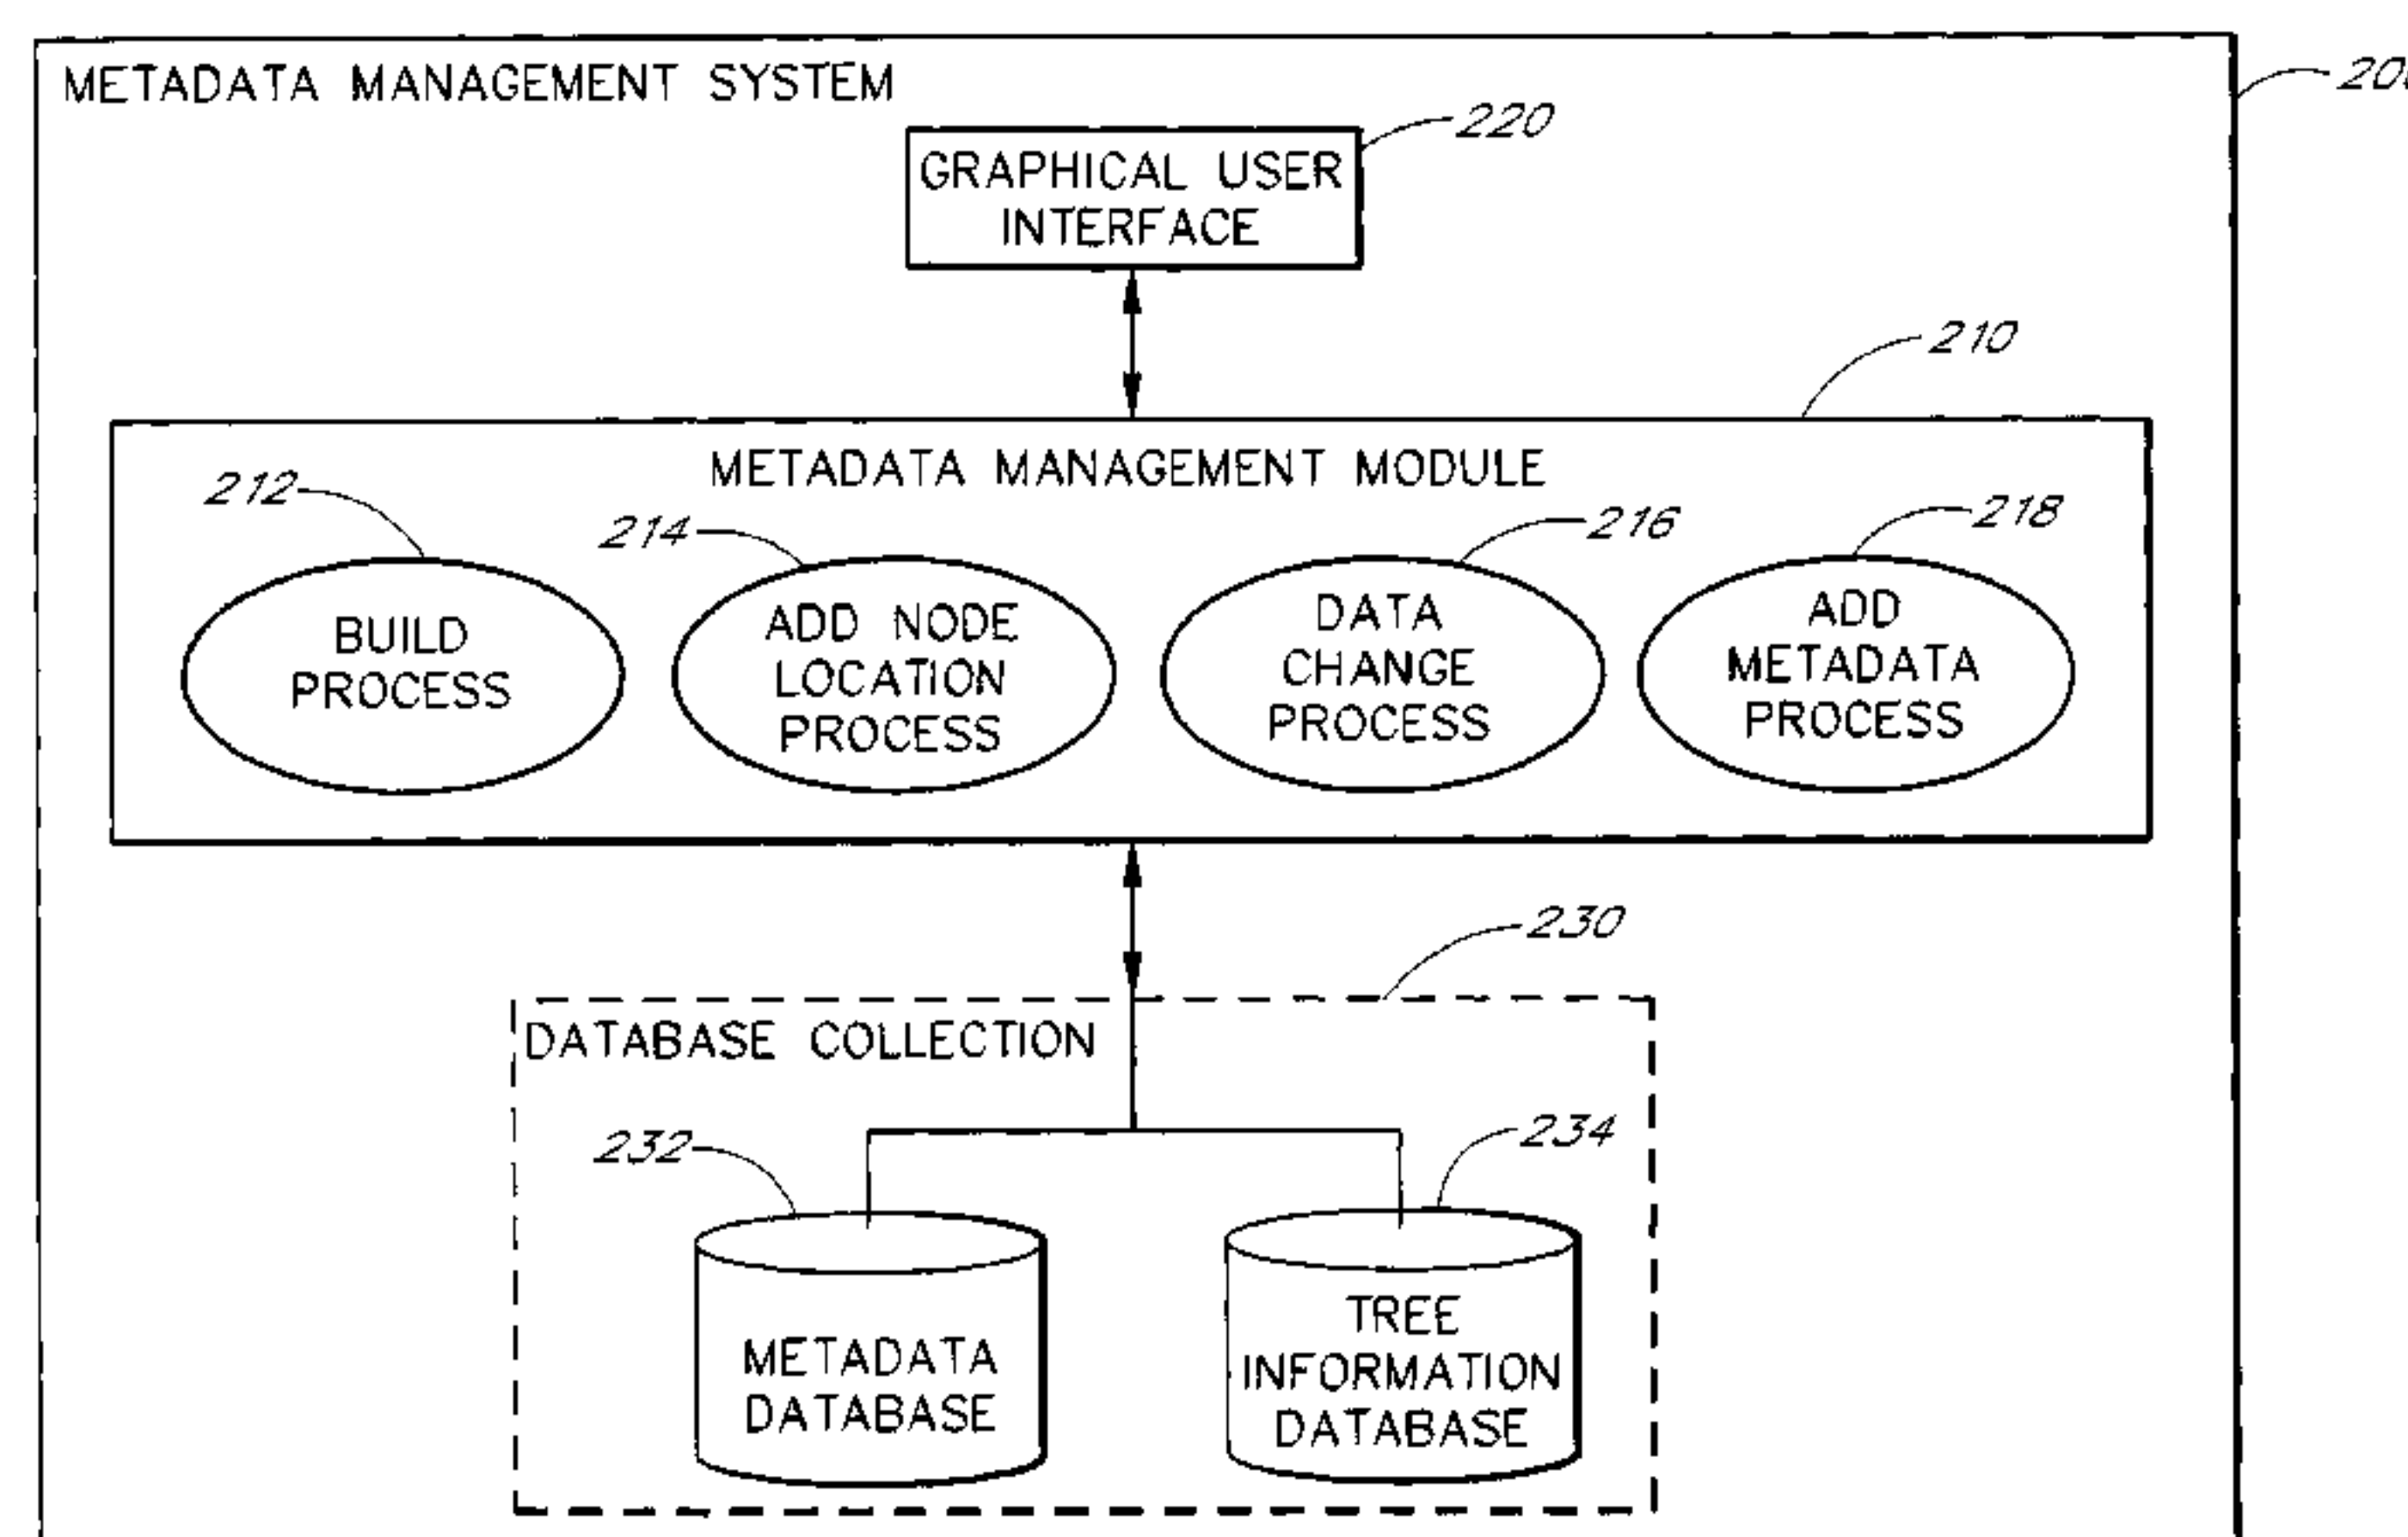 METADATA MANAGEMENT SYSTEM
220
GRAPHICAL USER
INTERFACE
210
METADATA MANAGEMENT MODULE
212
214
216
218
BUILD
PROCESS
ADD NODE
LOCATION
PROCESS
DATA
CHANGE
PROCESS
ADD
METADATA
PROCESS
230
DATABASE COLLECTION
232
234
METADATA
DATABASE
TREE
INFORMATION
DATABASE